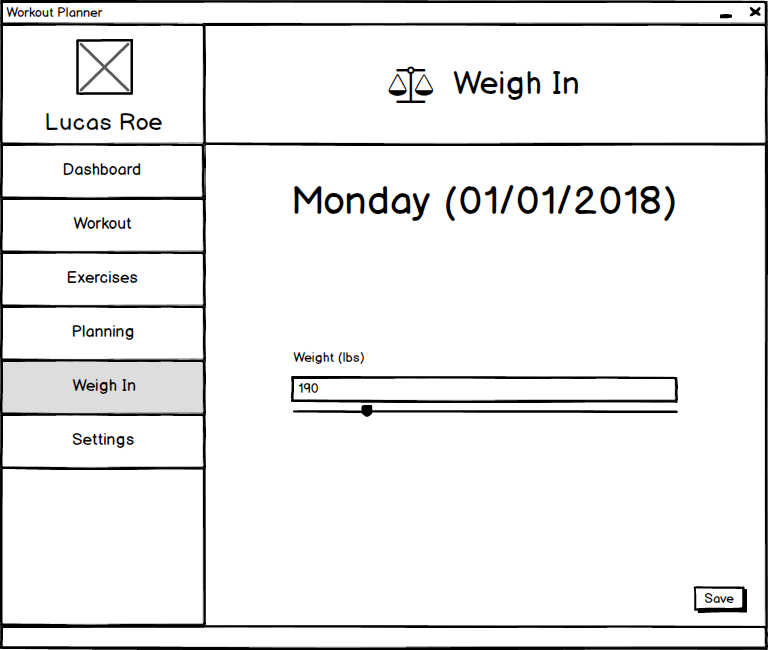 Workout Planner
Lucas Roe
Weigh In
Dashboard
Workout
Exercises
Planning
Weigh In
Settings
Monday (01/01/2018)
Weight (lbs)
190
Save